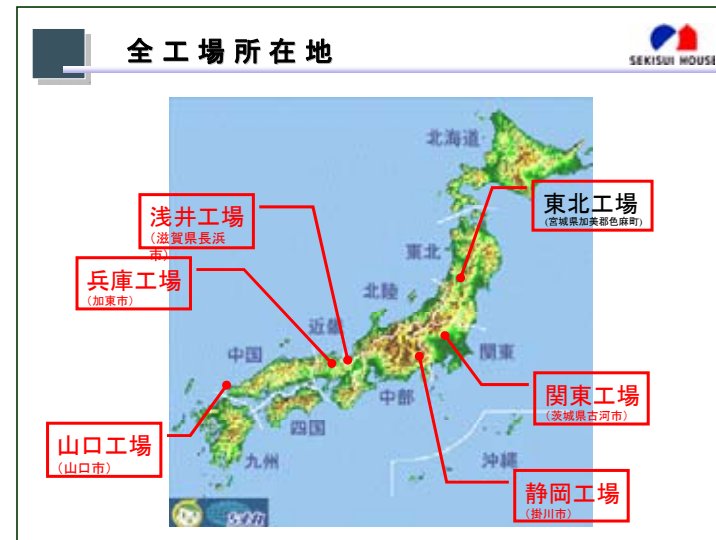 全工場所在地
SEKISUI HOUSE
北海道
浅井工場
(滋賀県長浜
市)
東北工場
(宮城県加美郡色麻町)
東北
兵庫工場
(加東市)
北陸
近畿
中国
関東
中部
関東工場
(茨城県古河市)
四国
山口工場
(山口市)
九州
沖縄
静岡工場
(掛川市)